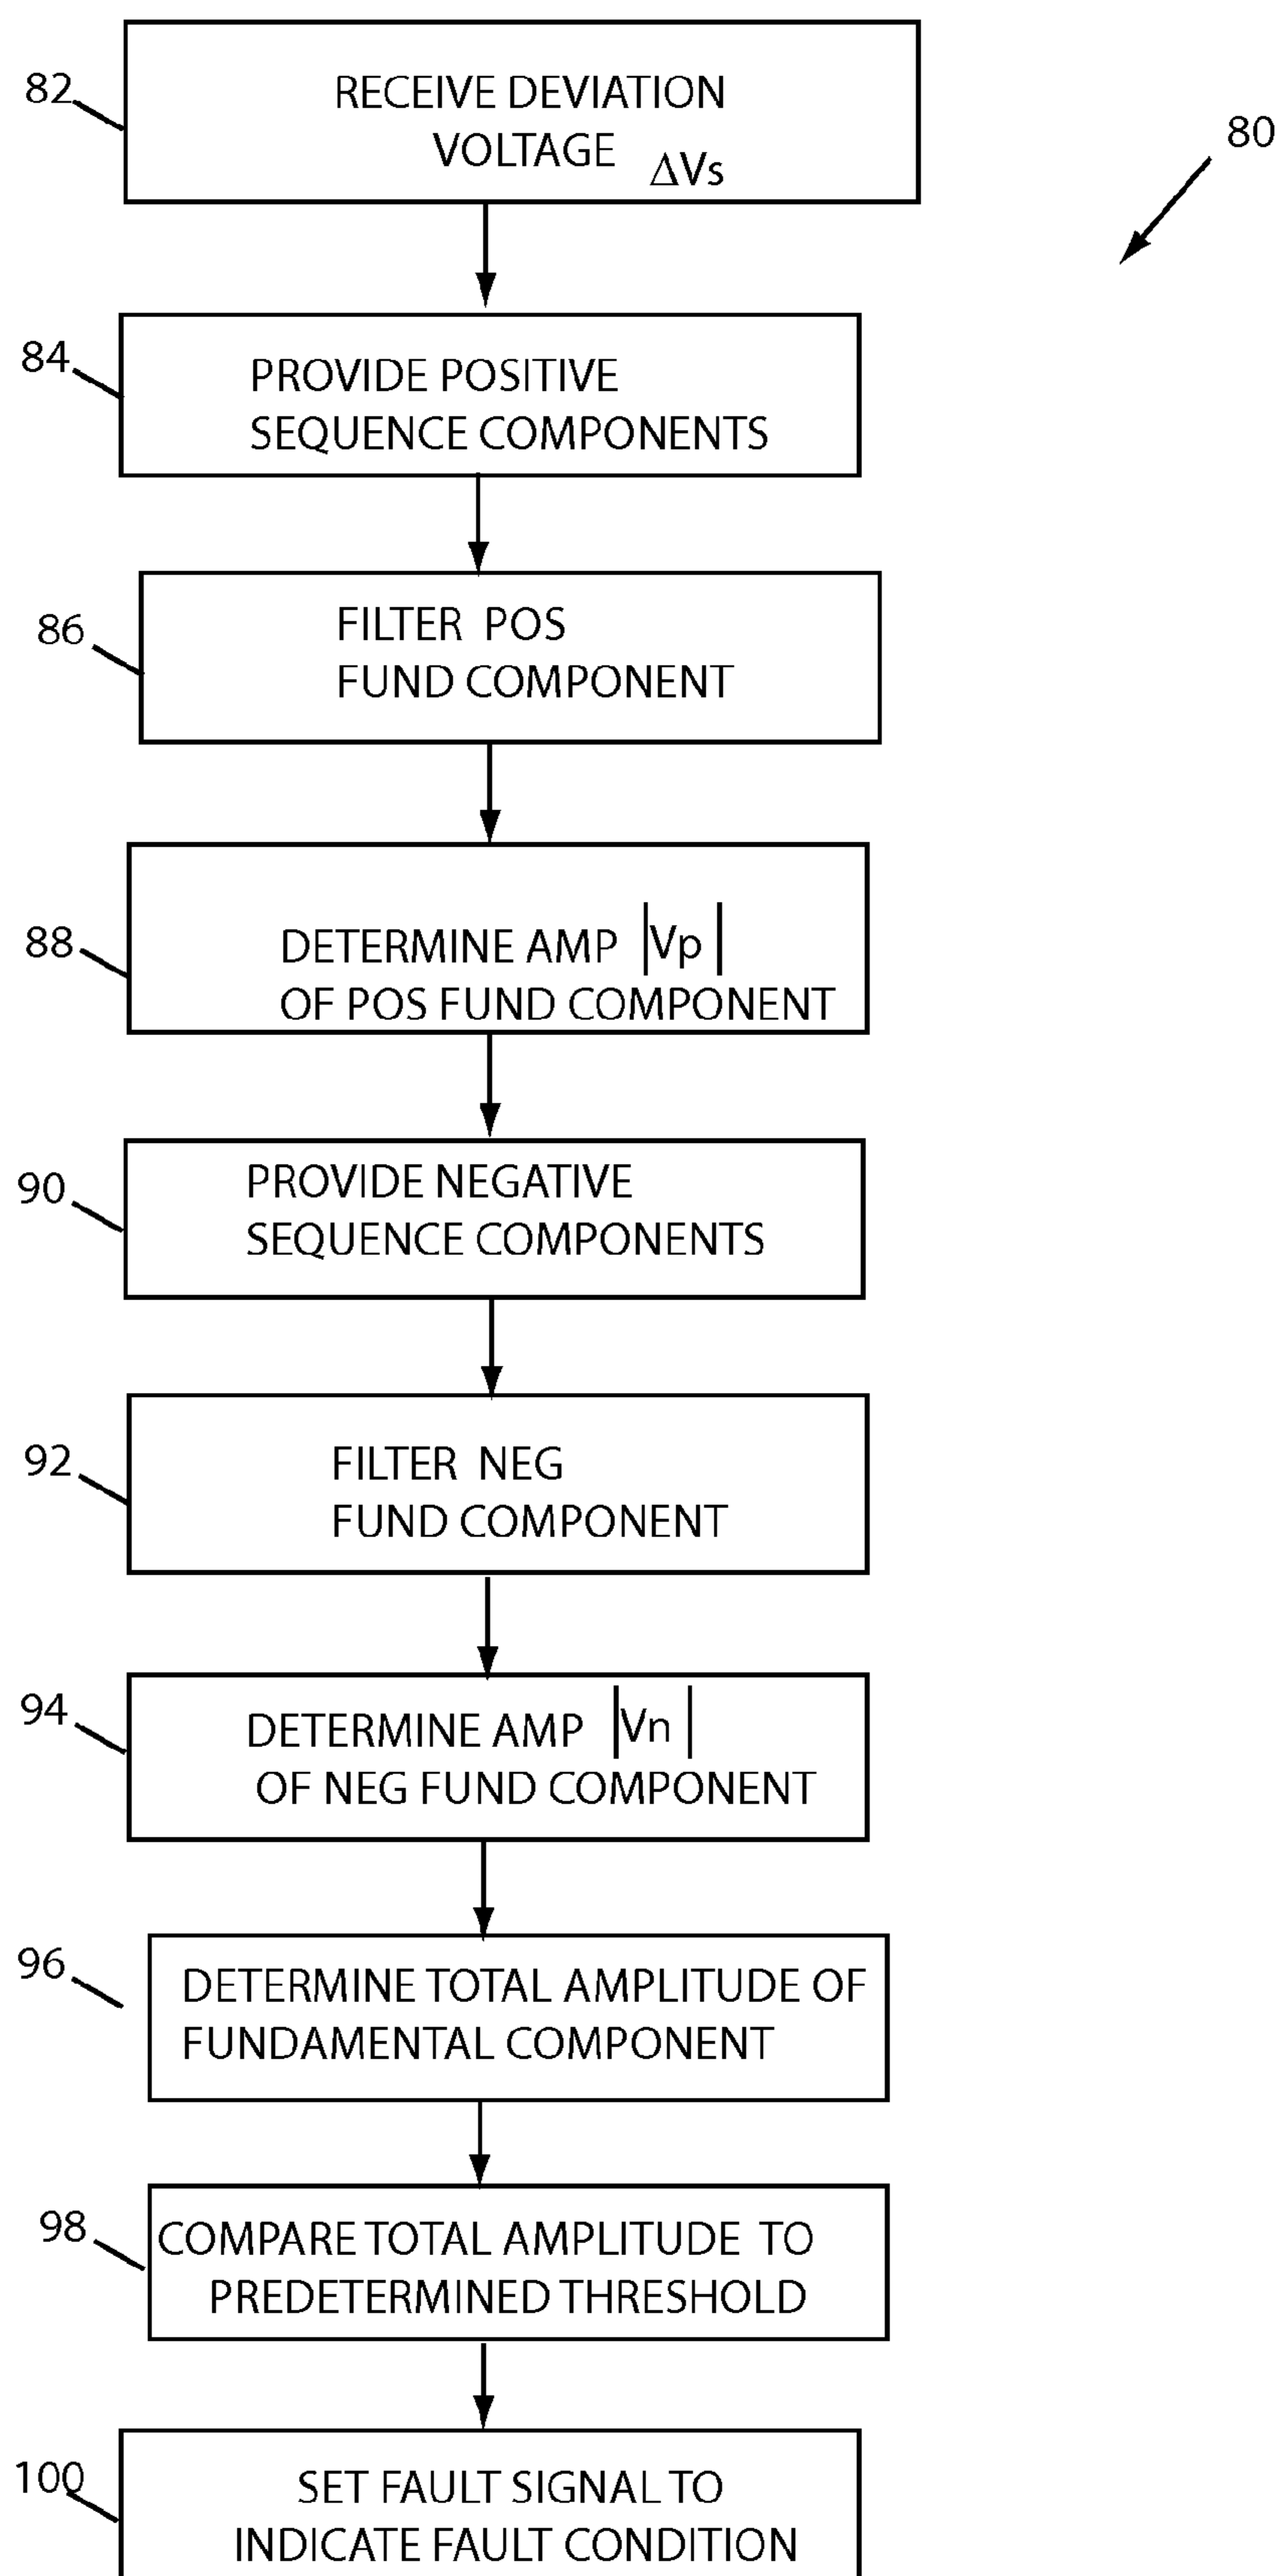 82
RECEIVE DEVIATION
VOLTAGE ΔVs
80
84
PROVIDE POSITIVE
SEQUENCE COMPONENTS
86
FILTER POS
FUND COMPONENT
88
DETERMINE AMP |Vp|
OF POS FUND COMPONENT
90
PROVIDE NEGATIVE
SEQUENCE COMPONENTS
92
FILTER NEG
FUND COMPONENT
94
DETERMINE AMP |Vn|
OF NEG FUND COMPONENT
96
DETERMINE TOTAL AMPLITUDE OF
FUNDAMENTAL COMPONENT
98
COMPARE TOTAL AMPLITUDE TO
PREDETERMINED THRESHOLD
100
SET FAULT SIGNAL TO
INDICATE FAULT CONDITION